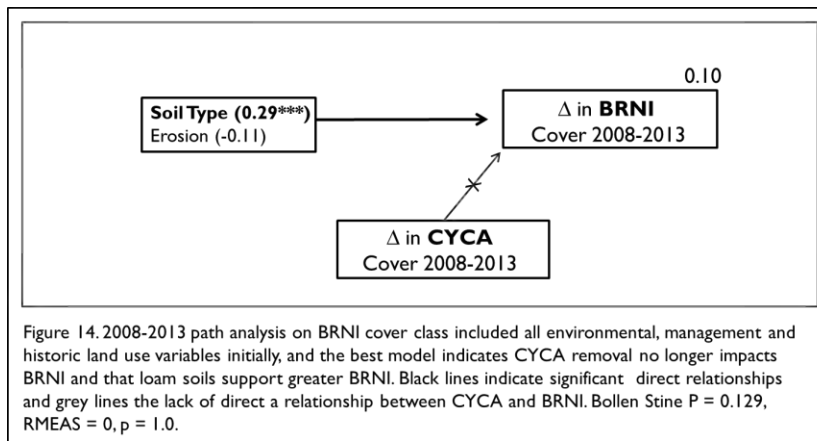 0.10
Soil Type (0.29***)
Erosion (-0.11)
Δ in BRNI
Cover 2008-2013
Δ in CYCA
Cover 2008-2013
Figure 14. 2008-2013 path analysis on BRNI cover class included all environmental, management and
historic land use variables initially, and the best model indicates CYCA removal no longer impacts
BRNI and that loam soils support greater BRNI. Black lines indicate significant direct relationships
and grey lines the lack of direct a relationship between CYCA and BRNI. Bollen Stine P = 0.129,
RMEAS = 0, p = 1.0.